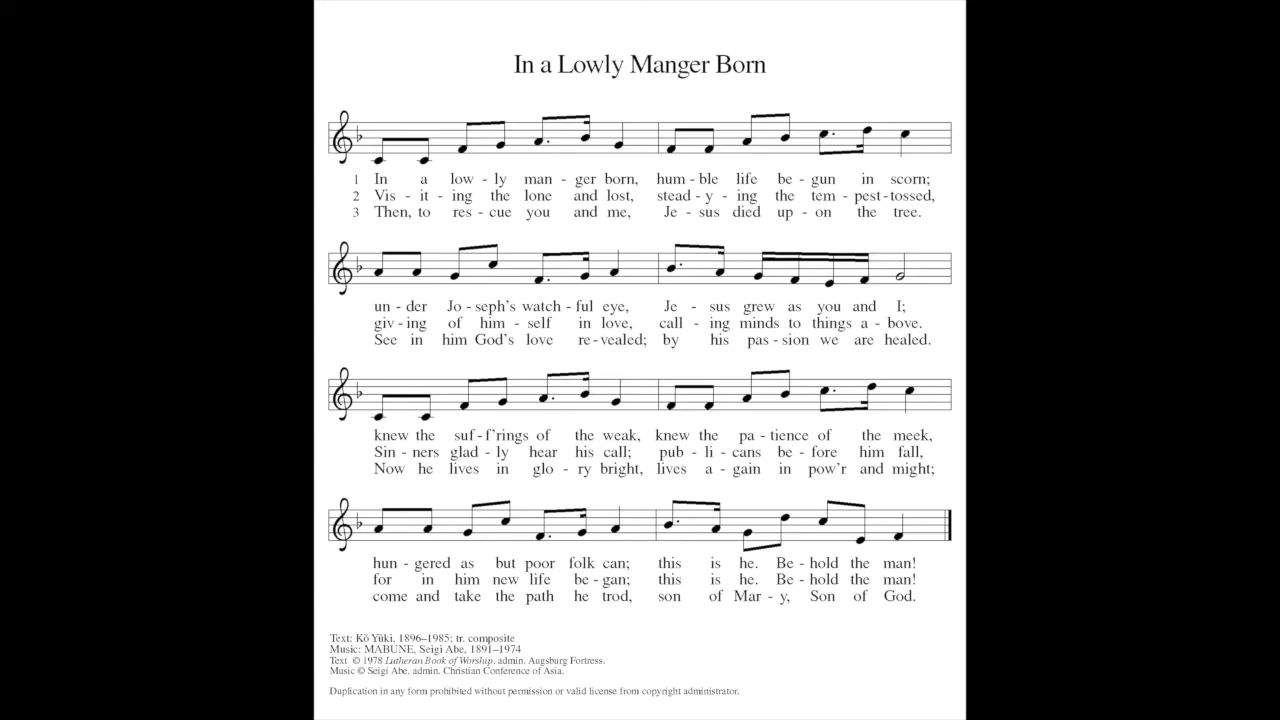 In a Lowly Manger Born
1 In a low - ly man - ger born, hum - ble life be - gun in scorn;
2 Vis - it - ing the lone and lost, stead - y - ing the tem - pest - tossed,
3 Then, to res - cue you and me, Je - sus died up - on the tree.
un - der Jo - seph's watch - ful eye, Je - sus grew as you and I;
giv - ing of him - self in love, call - ing minds to things a - bove.
See in him God's love re - vealed; by his pas - sion we are healed.
knew the suf - f'rings of the weak, knew the pa - tience of the meek,
Sin - ners glad - ly hear his call; pub - li - cans be - fore him fall,
Now he lives in glo - ry bright, lives a - gain in pow'r and might;
hun - gered as but poor folk can; this is he. Be - hold the man!
for in him new life be - gan; this is he. Be - hold the man!
come and take the path he trod, son of Mar - y, Son of God.
Text: Kō Yūki, 1896–1985; tr. composite
Music: MABUNE, Seigi Abe, 1891–1974
Text © 1978 Lutheran Book of Worship, admin. Augsburg Fortress.
Music © Seigi Abe, admin. Christian Conference of Asia.
Duplication in any form prohibited without permission or valid license from copyright administrator.